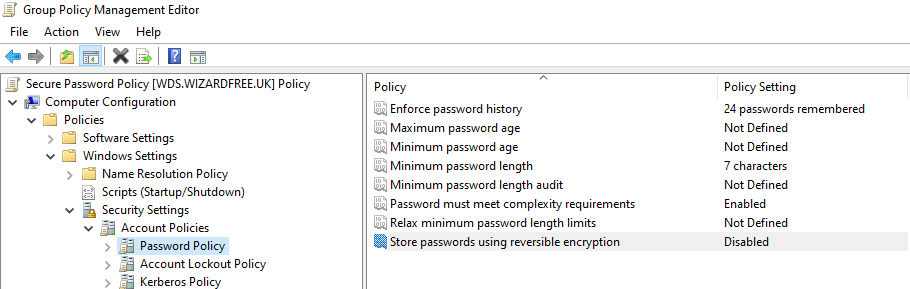 Group Policy Management Editor
File Action View Help
Secure Password Policy [WDS.WIZARDFREE.UK] Policy
Computer Configuration
Policies
Software Settings
Windows Settings
Name Resolution Policy
Scripts (Startup/Shutdown)
Security Settings
Account Policies
Password Policy
Account Lockout Policy
Kerberos Policy
Policy Policy Setting
Enforce password history 24 passwords remembered
Maximum password age Not Defined
Minimum password age Not Defined
Minimum password length 7 characters
Minimum password length audit Not Defined
Password must meet complexity requirements Enabled
Relax minimum password length limits Not Defined
Store passwords using reversible encryption Disabled